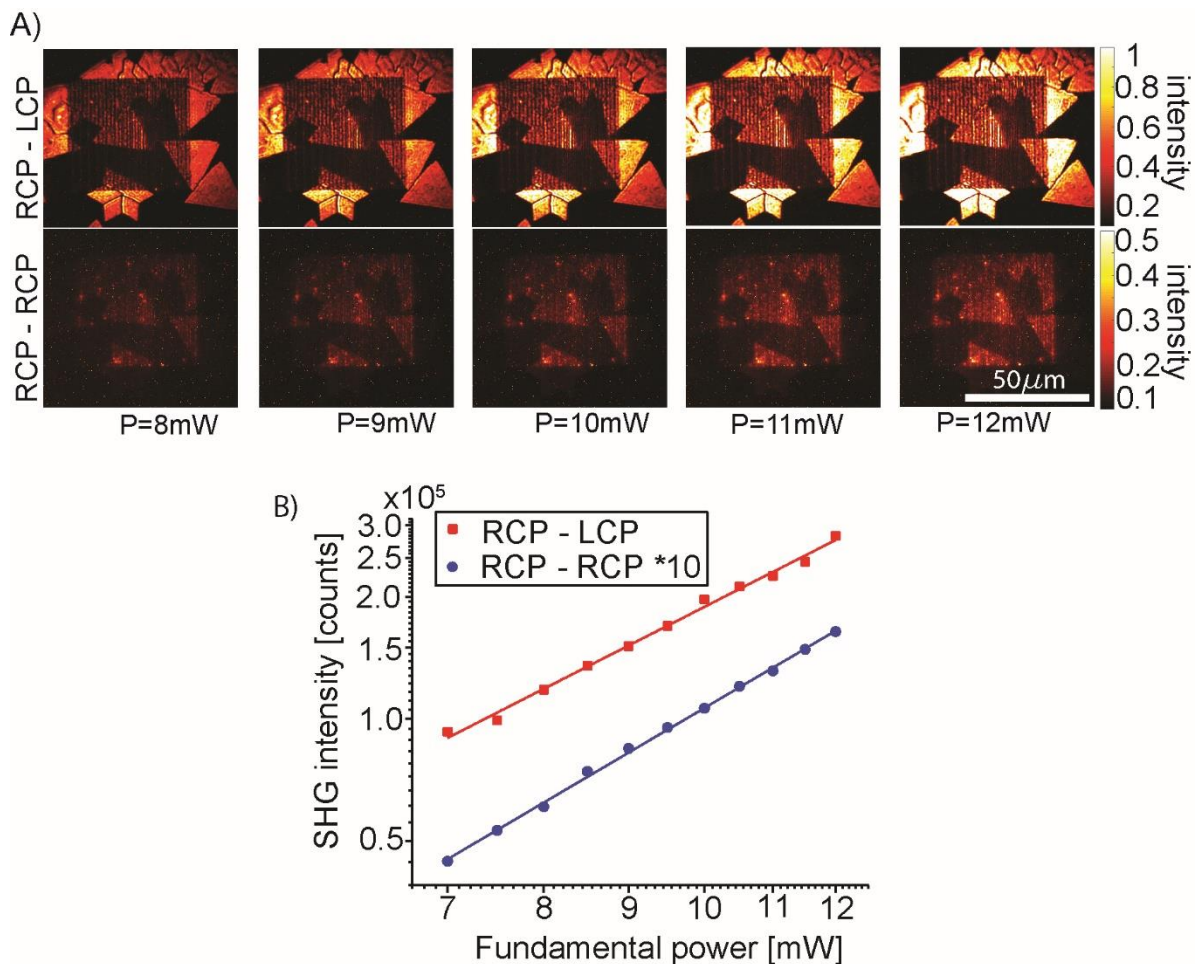 A)
RCP - LCP
1
0.8
0.6
0.4
0.2
intensity
RCP - RCP
0.5
0.4
0.3
0.2
0.1
intensity
50μm
P=8mW P=9mW P=10mW P=11mW P=12mW
B)
x10⁵
RCP - LCP
RCP - RCP *10
3.0
2.5
2.0
1.5
1.0
0.5
SHG intensity [counts]
7 8 9 10 11 12
Fundamental power [mW]